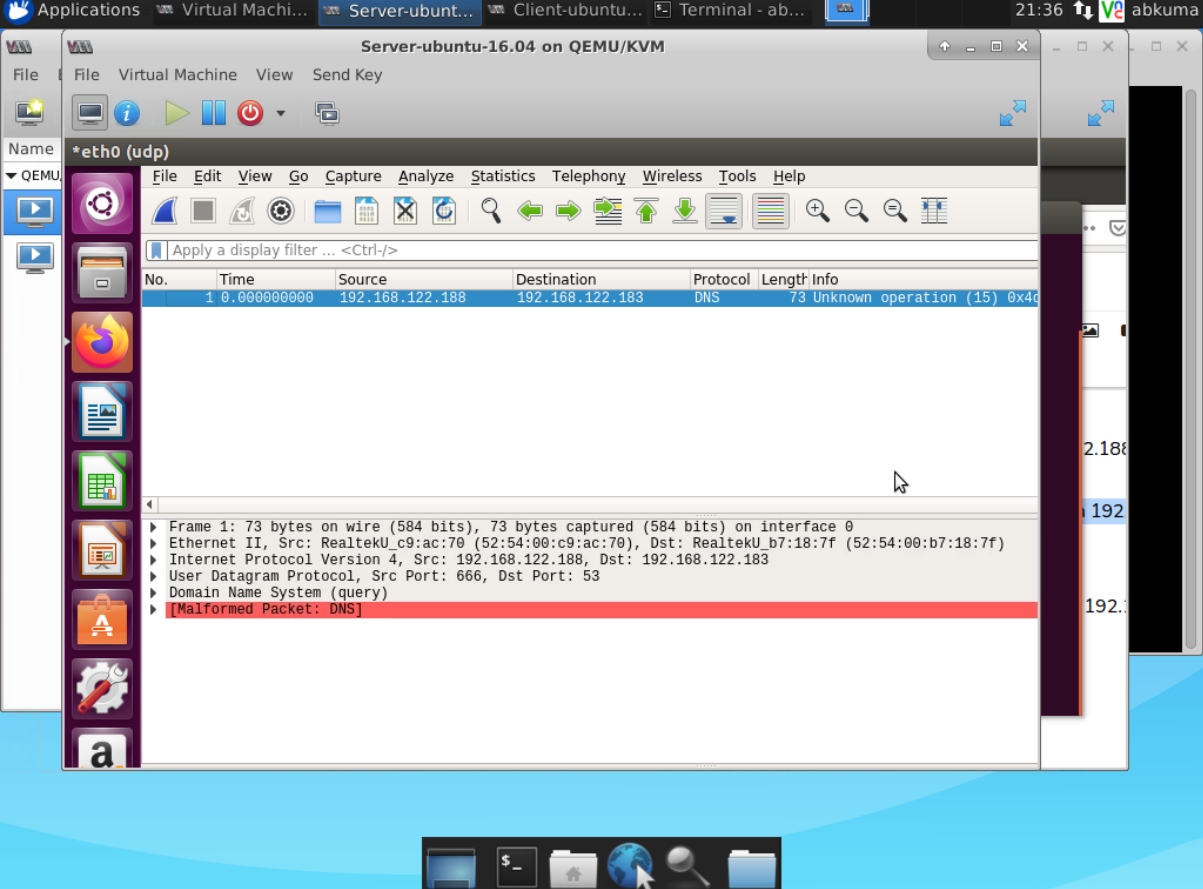 Applications Virtual Machi... Server-ubunt... Client-ubuntu... Terminal - ab... 21:36 abkuma
Server-ubuntu-16.04 on QEMU/KVM
File File Virtual Machine View Send Key
Name *eth0 (udp)
QEMU File Edit View Go Capture Analyze Statistics Telephony Wireless Tools Help
Apply a display filter ... <Ctrl-/>
No. Time Source Destination Protocol Length Info
1 0.000000000 192.168.122.188 192.168.122.183 DNS 73 Unknown operation (15) 0x4
2.188
192
Frame 1: 73 bytes on wire (584 bits), 73 bytes captured (584 bits) on interface 0
Ethernet II, Src: RealtekU_c9:ac:70 (52:54:00:c9:ac:70), Dst: RealtekU_b7:18:7f (52:54:00:b7:18:7f)
Internet Protocol Version 4, Src: 192.168.122.188, Dst: 192.168.122.183
User Datagram Protocol, Src Port: 666, Dst Port: 53
Domain Name System (query)
[Malformed Packet: DNS] 192.